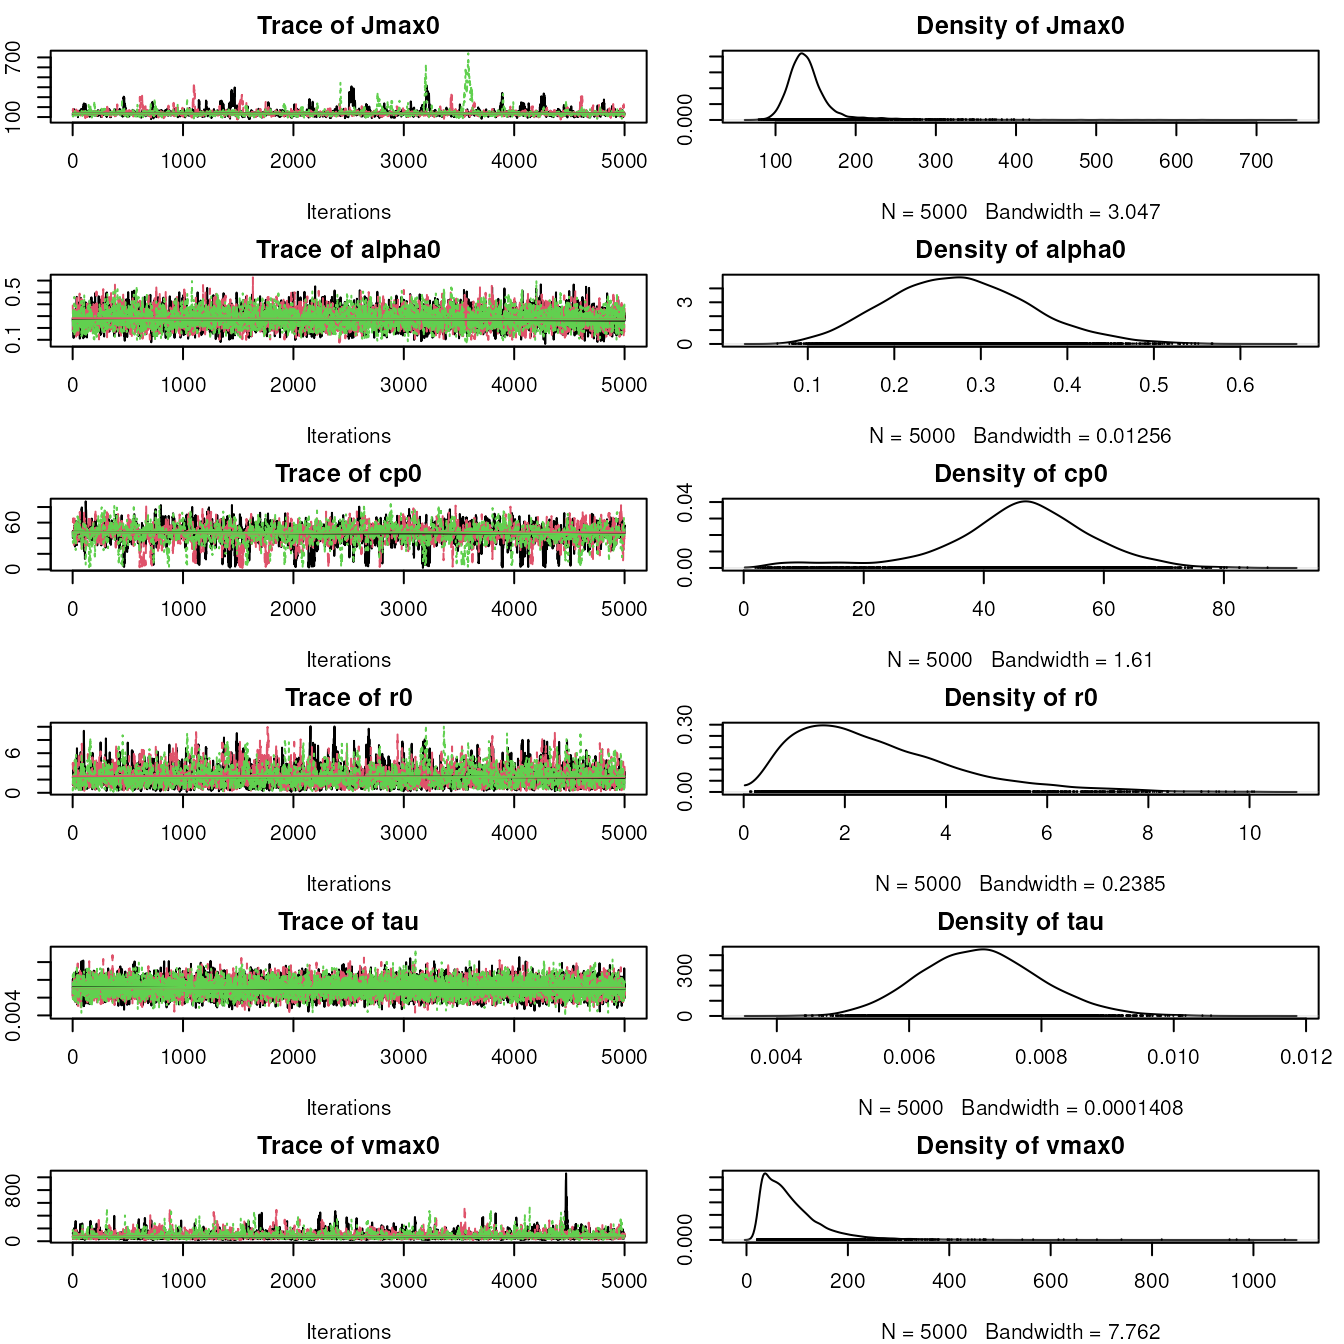 Trace of Jmax0
Density of Jmax0
100 700
0.000
0 1000 2000 3000 4000 5000
100 200 300 400 500 600 700
Iterations
N = 5000 Bandwidth = 3.047
Trace of alpha0
Density of alpha0
0.1 0.5
0 3
0 1000 2000 3000 4000 5000
0.1 0.2 0.3 0.4 0.5 0.6
Iterations
N = 5000 Bandwidth = 0.01256
Trace of cp0
Density of cp0
0 60
0.00 0.04
0 1000 2000 3000 4000 5000
0 20 40 60 80
Iterations
N = 5000 Bandwidth = 1.61
Trace of r0
Density of r0
0 6
0.00 0.30
0 1000 2000 3000 4000 5000
0 2 4 6 8 10
Iterations
N = 5000 Bandwidth = 0.2385
Trace of tau
Density of tau
0.004
0 300
0 1000 2000 3000 4000 5000
0.004 0.006 0.008 0.010 0.012
Iterations
N = 5000 Bandwidth = 0.0001408
Trace of vmax0
Density of vmax0
0 800
0.000
0 1000 2000 3000 4000 5000
0 200 400 600 800 1000
Iterations
N = 5000 Bandwidth = 7.762